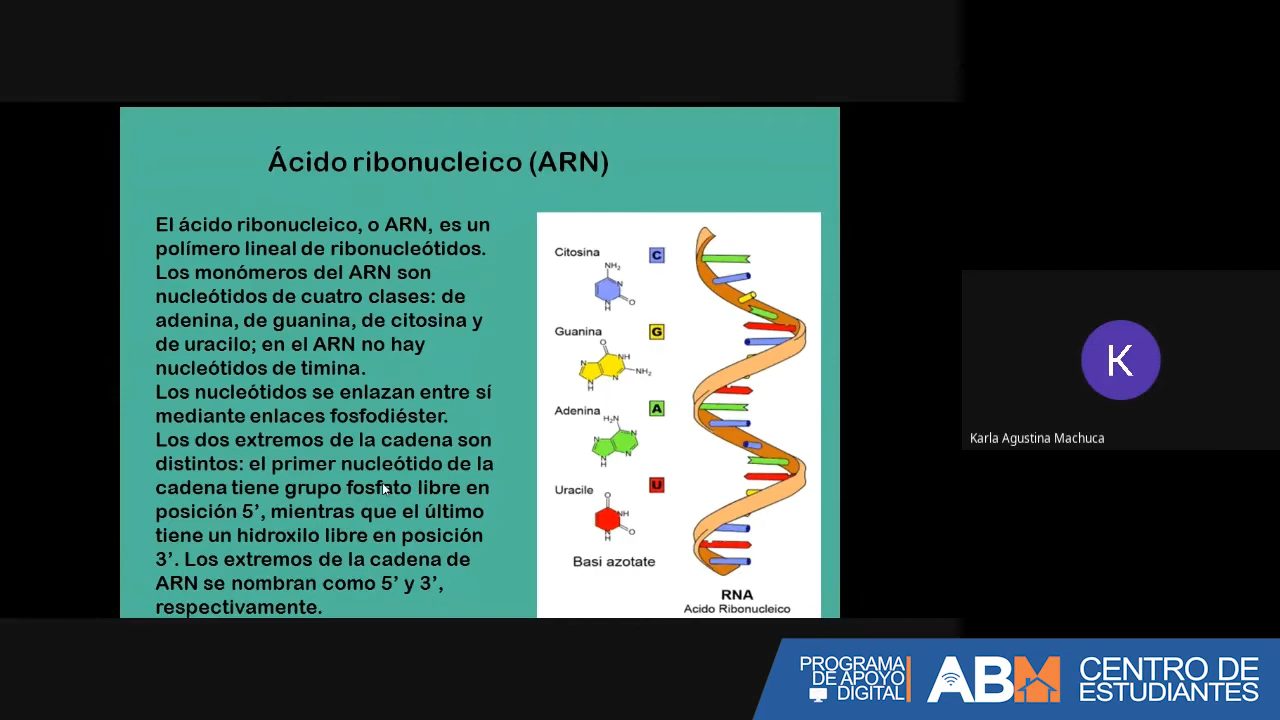 Ácido ribonucleico (ARN)
El ácido ribonucleico, o ARN, es un
polímero lineal de ribonucleótidos.
Los monómeros del ARN son
nucleótidos de cuatro clases: de
adenina, de guanina, de citosina y
de uracilo; en el ARN no hay
nucleótidos de timina.
Los nucleótidos se enlazan entre sí
mediante enlaces fosfodiéster.
Los dos extremos de la cadena son
distintos: el primer nucleótido de la
cadena tiene grupo fosfato libre en
posición 5’, mientras que el último
tiene un hidroxilo libre en posición
3’. Los extremos de la cadena de
ARN se nombran como 5’ y 3’,
respectivamente.
Citosina
C
NH₂
N
N
H
O
Guanina
G
O
N
NH
N
H
N
NH₂
Adenina
A
H₂N
N
N
N
H
N
Uracile
U
O
NH
N
H
O
Basi azotate
RNA
Acido Ribonucleico
K
Karla Agustina Machuca
PROGRAMA
DE APOYO
DIGITAL
ABM
CENTRO DE
ESTUDIANTES